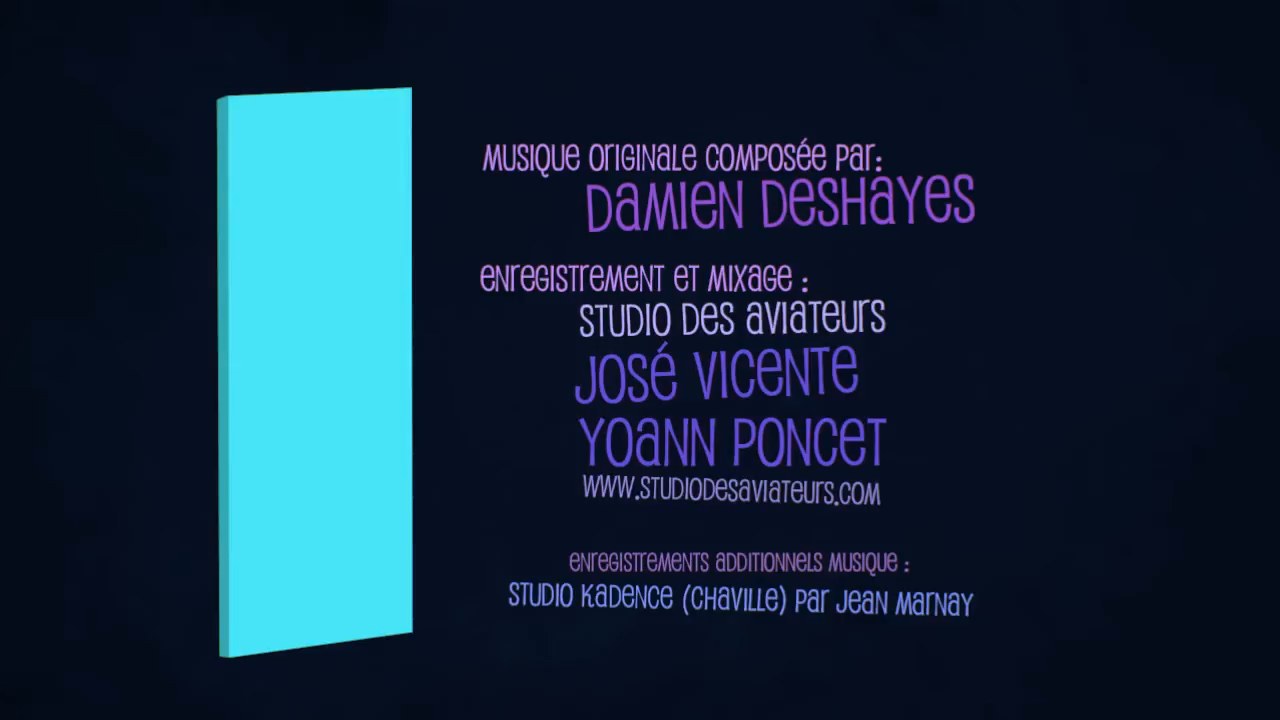 Musique originale composée par:
Damien Deshayes
Enregistrement et mixage :
Studio des Aviateurs
José Vicente
Yoann Poncet
www.studiodesaviateurs.com
Enregistrements additionnels musique :
Studio Kadence (Chaville) par Jean Marnay